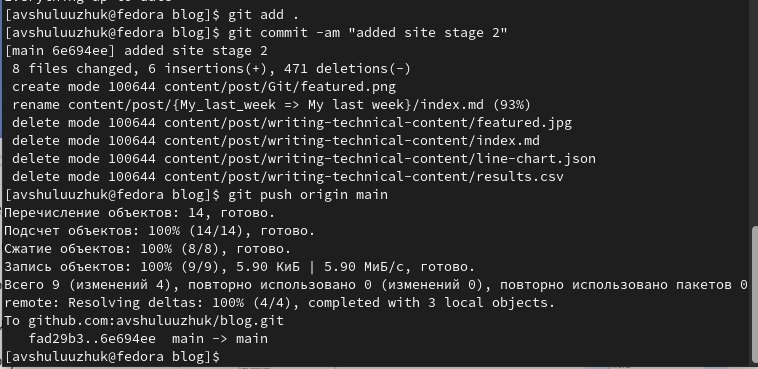 [avshuluuzhuk@fedora blog]$ git add .
[avshuluuzhuk@fedora blog]$ git commit -am "added site stage 2"
[main 6e694ee] added site stage 2
 8 files changed, 6 insertions(+), 471 deletions(-)
 create mode 100644 content/post/Git/featured.png
 rename content/post/{My_last_week => My last week}/index.md (93%)
 delete mode 100644 content/post/writing-technical-content/featured.jpg
 delete mode 100644 content/post/writing-technical-content/index.md
 delete mode 100644 content/post/writing-technical-content/line-chart.json
 delete mode 100644 content/post/writing-technical-content/results.csv
[avshuluuzhuk@fedora blog]$ git push origin main
Перечисление объектов: 14, готово.
Подсчет объектов: 100% (14/14), готово.
Сжатие объектов: 100% (8/8), готово.
Запись объектов: 100% (9/9), 5.90 КиБ | 5.90 МиБ/с, готово.
Всего 9 (изменений 4), повторно использовано 0 (изменений 0), повторно использовано пакетов 0
remote: Resolving deltas: 100% (4/4), completed with 3 local objects.
To github.com:avshuluuzhuk/blog.git
   fad29b3..6e694ee  main -> main
[avshuluuzhuk@fedora blog]$